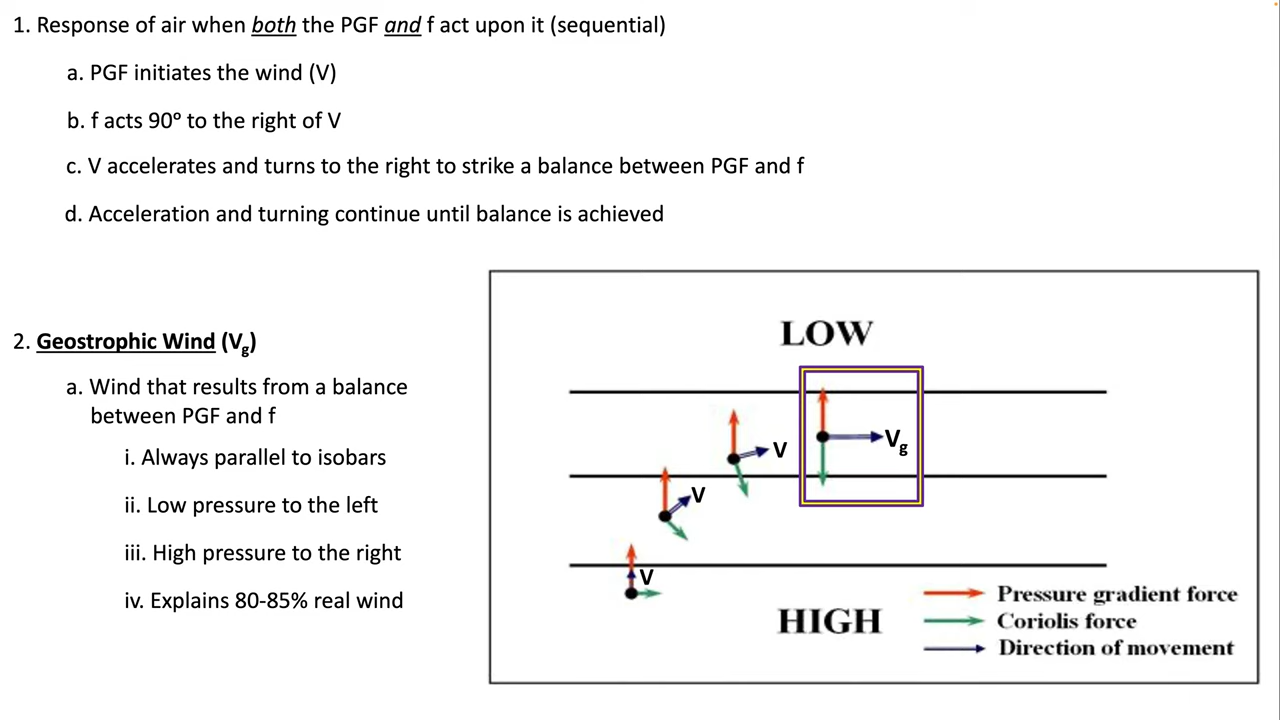 1. Response of air when both the PGF and f act upon it (sequential)
a. PGF initiates the wind (V)
b. f acts 90º to the right of V
c. V accelerates and turns to the right to strike a balance between PGF and f
d. Acceleration and turning continue until balance is achieved
2. Geostrophic Wind (Vg)
a. Wind that results from a balance
between PGF and f
i. Always parallel to isobars
ii. Low pressure to the left
iii. High pressure to the right
iv. Explains 80-85% real wind
LOW
Vg
V
V
V
HIGH
Pressure gradient force
Coriolis force
Direction of movement